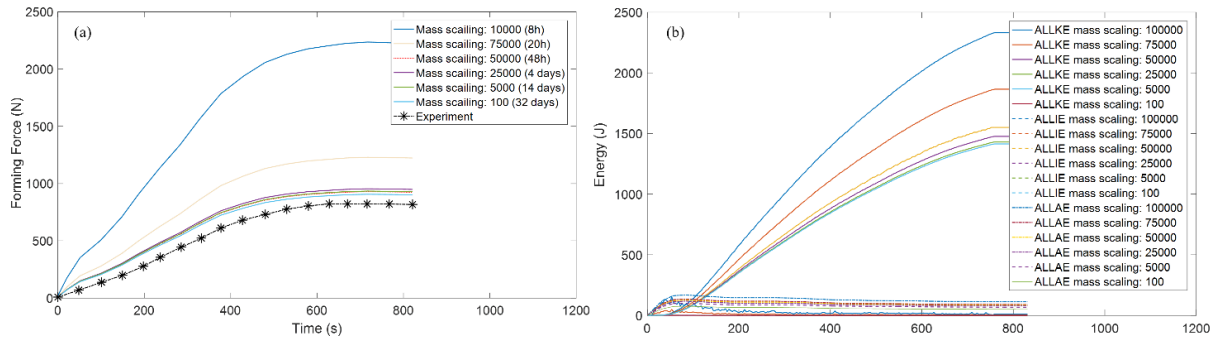 (a)
2500
2000
1500
1000
500
0
0
200
400
600
800
1000
1200
Forming Force (N)
Time (s)
Mass scailing: 10000 (8h)
Mass scailing: 75000 (20h)
Mass scailing: 50000 (48h)
Mass scailing: 25000 (4 days)
Mass scailing: 5000 (14 days)
Mass scailing: 100 (32 days)
Experiment
(b)
2500
2000
1500
1000
500
0
0
200
400
600
800
1000
1200
Energy (J)
ALLKE mass scaling: 100000
ALLKE mass scaling: 75000
ALLKE mass scaling: 50000
ALLKE mass scaling: 25000
ALLKE mass scaling: 5000
ALLKE mass scaling: 100
ALLIE mass scaling: 100000
ALLIE mass scaling: 75000
ALLIE mass scaling: 50000
ALLIE mass scaling: 25000
ALLIE mass scaling: 5000
ALLIE mass scaling: 100
ALLAE mass scaling: 100000
ALLAE mass scaling: 75000
ALLAE mass scaling: 50000
ALLAE mass scaling: 25000
ALLAE mass scaling: 5000
ALLAE mass scaling: 100